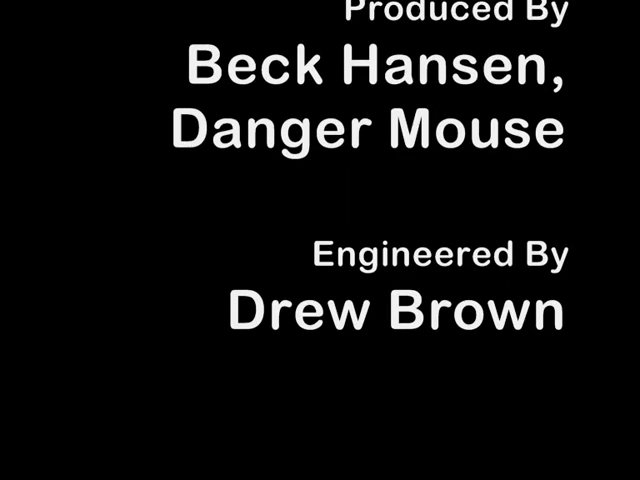 Produced By
Beck Hansen,
Danger Mouse
Engineered By
Drew Brown